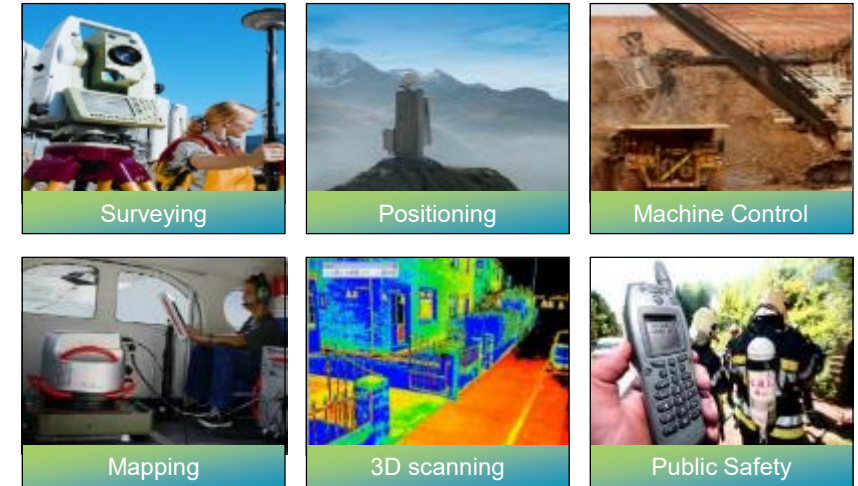 Surveying
Positioning
Machine Control
Mapping
3D scanning
Public Safety